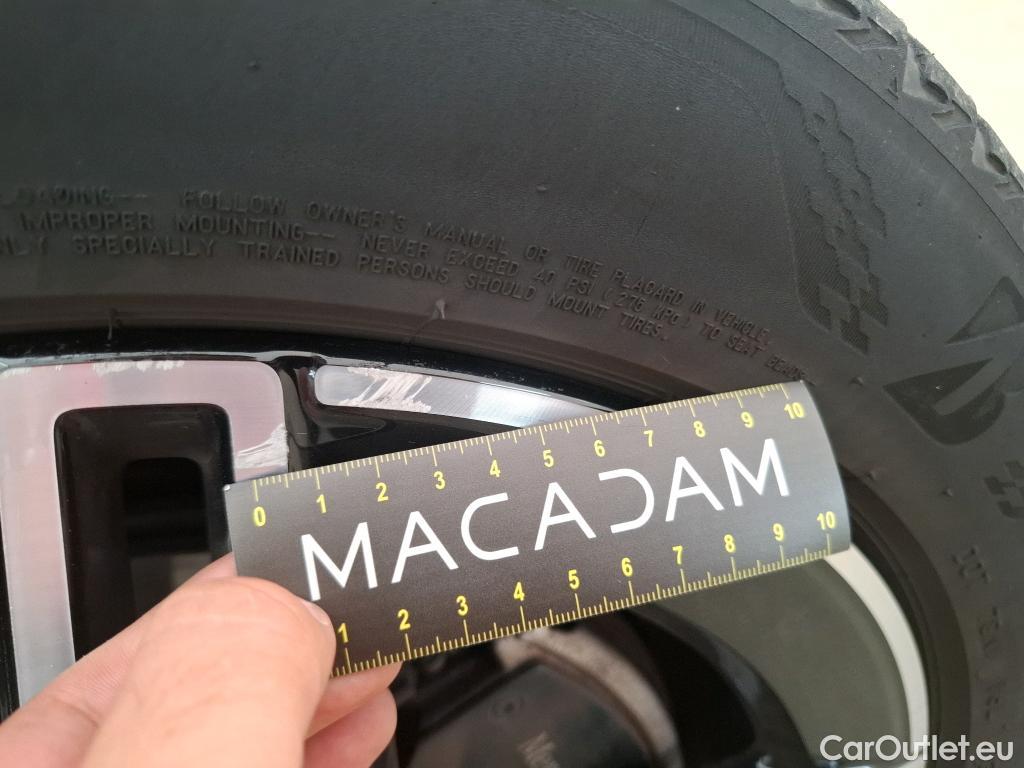 LOADING-- FOLLOW OWNER'S MANUAL OR TIRE PLACARD IN VEHICLE.
IMPROPER MOUNTING-- NEVER EXCEED 40 PSI (275 KPa) TO SEAT BEADS-
ONLY SPECIALLY TRAINED PERSONS SHOULD MOUNT TIRES.
0 1 2 3 4 5 6 7 8 9 10
MACADAM
1 2 3 4 5 6 7 8 9 10
CarOutlet.eu